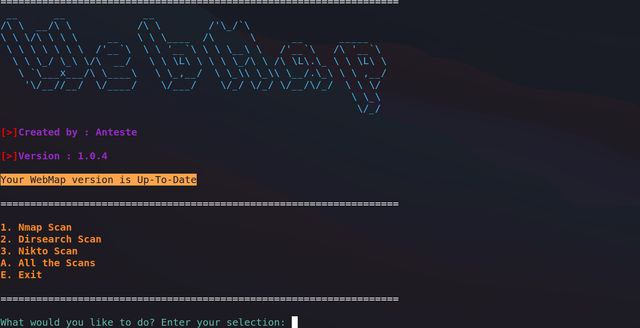 WebMap
[>]Created by : Anteste
[>]Version : 1.0.4
Your WebMap version is Up-To-Date
1. Nmap Scan
2. Dirsearch Scan
3. Nikto Scan
A. All the Scans
E. Exit
What would you like to do? Enter your selection: